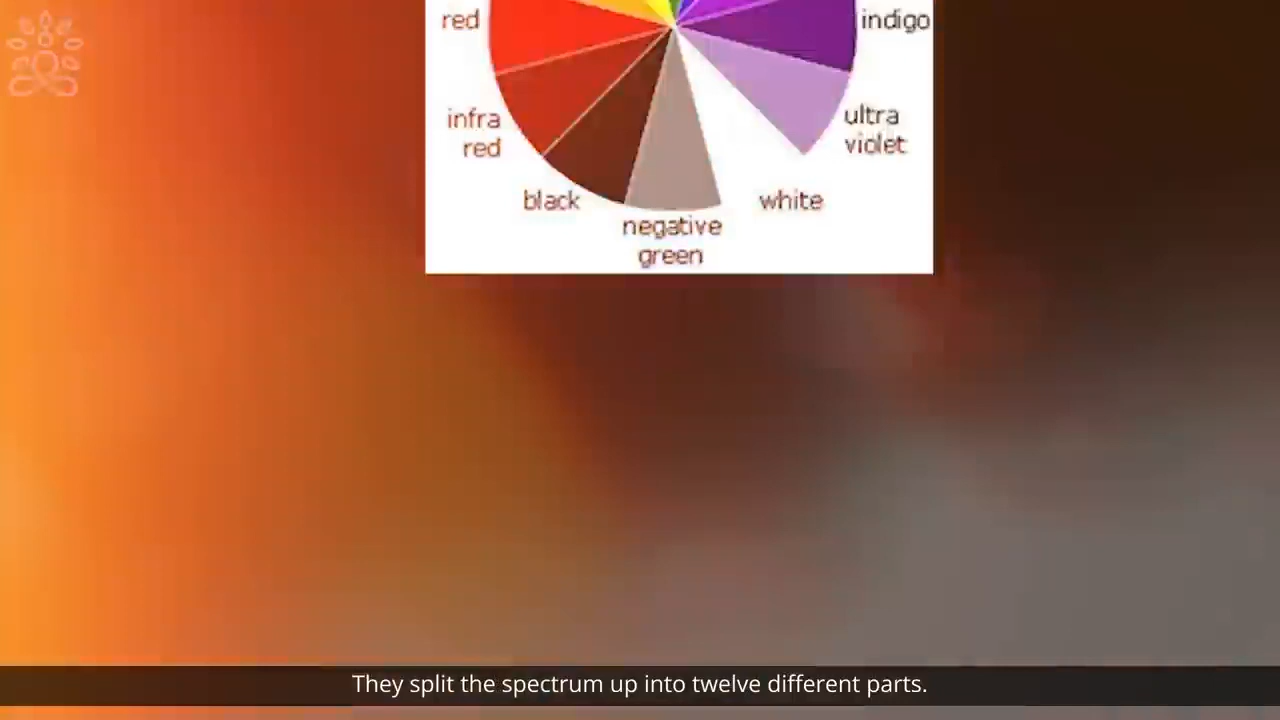 red
indigo
infra
red
ultra
violet
black
white
negative
green
They split the spectrum up into twelve different parts.